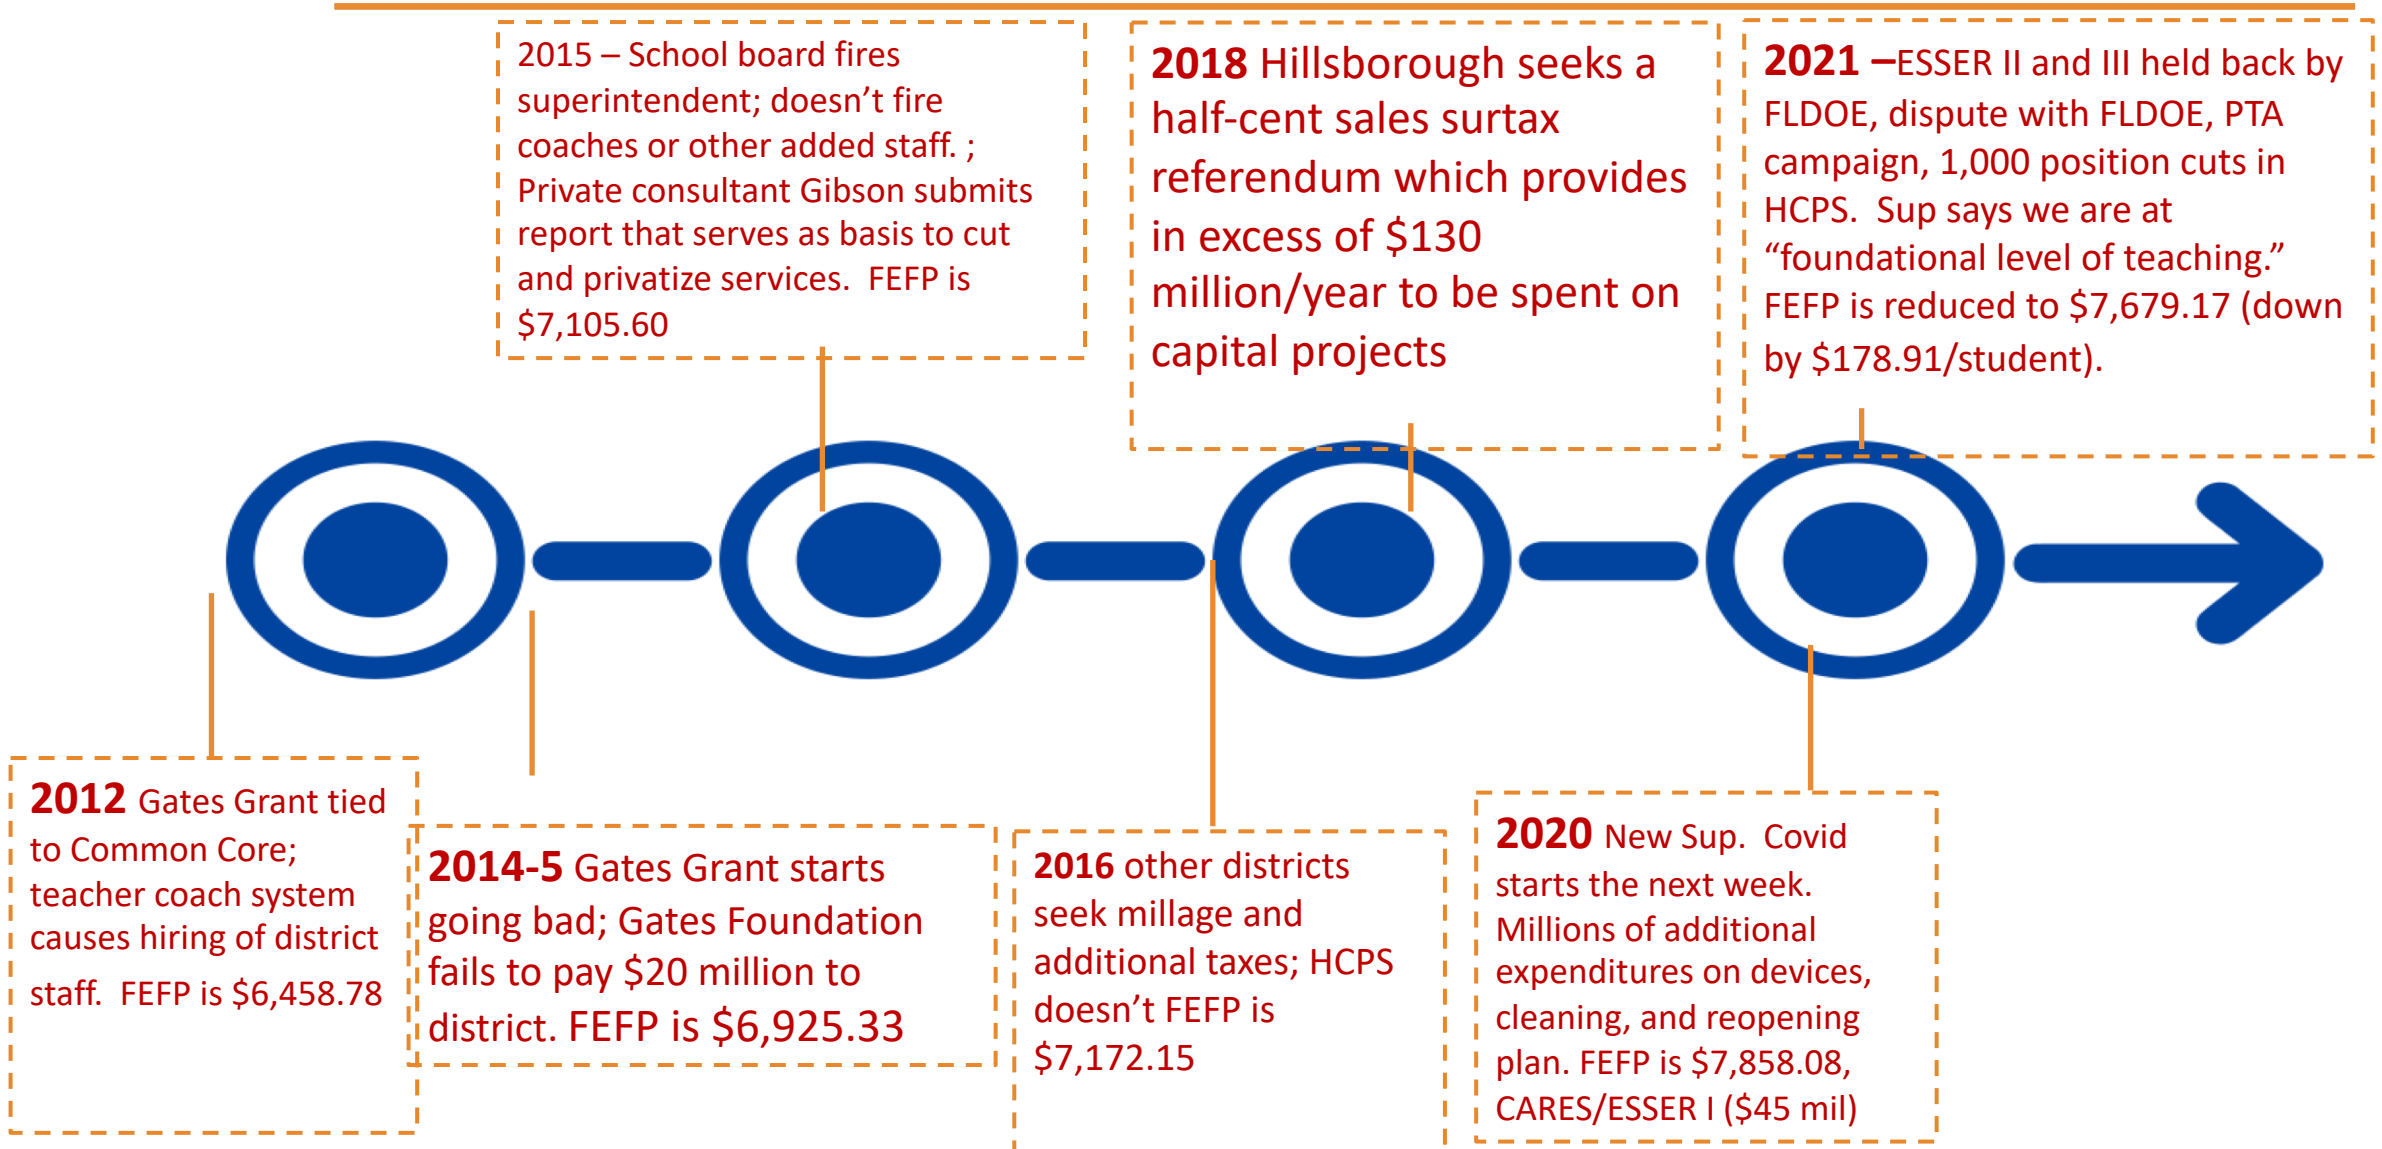 2015 – School board fires
superintendent; doesn’t fire
coaches or other added staff. ;
Private consultant Gibson submits
report that serves as basis to cut
and privatize services.  FEFP is
$7,105.60
2018 Hillsborough seeks a
half-cent sales surtax
referendum which provides
in excess of $130
million/year to be spent on
capital projects
2021 –ESSER II and III held back by
FLDOE, dispute with FLDOE, PTA
campaign, 1,000 position cuts in
HCPS.  Sup says we are at
“foundational level of teaching.”
FEFP is reduced to $7,679.17 (down
by $178.91/student).
2012 Gates Grant tied
to Common Core;
teacher coach system
causes hiring of district
staff.  FEFP is $6,458.78
2014-5 Gates Grant starts
going bad; Gates Foundation
fails to pay $20 million to
district. FEFP is $6,925.33
2016 other districts
seek millage and
additional taxes; HCPS
doesn’t FEFP is
$7,172.15
2020 New Sup.  Covid
starts the next week.
Millions of additional
expenditures on devices,
cleaning, and reopening
plan. FEFP is $7,858.08,
CARES/ESSER I ($45 mil)